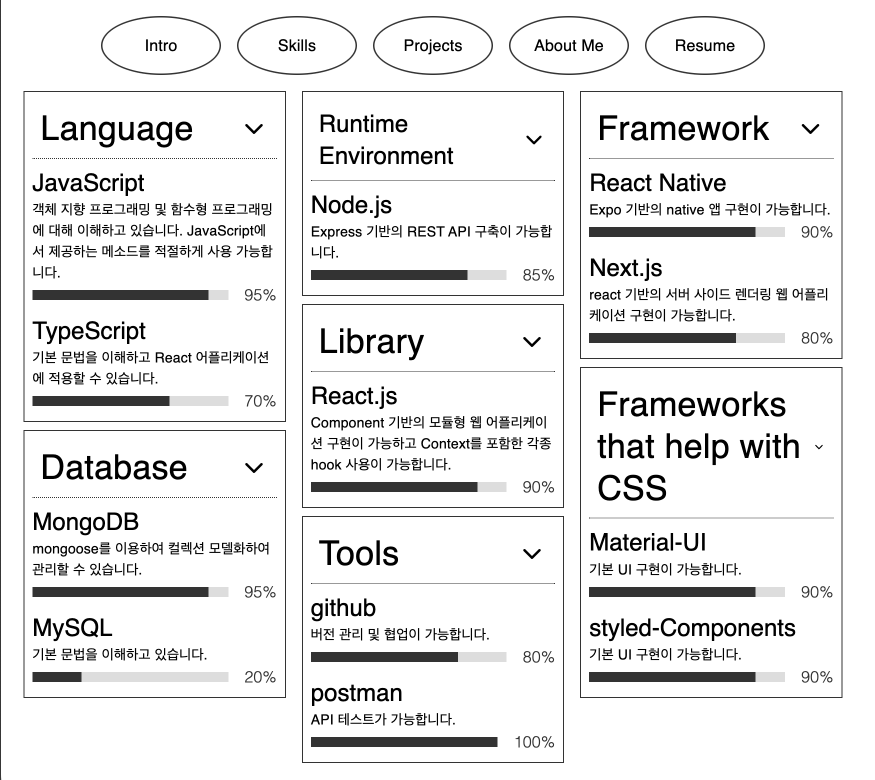 Intro
Skills
Projects
About Me
Resume
Language
JavaScript
객체 지향 프로그래밍 및 함수형 프로그래밍
에 대해 이해하고 있습니다. JavaScript에
서 제공하는 메소드를 적절하게 사용 가능합
니다.
95%
TypeScript
기본 문법을 이해하고 React 어플리케이션
에 적용할 수 있습니다.
70%
Database
MongoDB
mongoose를 이용하여 컬렉션 모델화하여
관리할 수 있습니다.
95%
MySQL
기본 문법을 이해하고 있습니다.
20%
Runtime
Environment
Node.js
Express 기반의 REST API 구축이 가능합
니다.
85%
Library
React.js
Component 기반의 모듈형 웹 어플리케이
션 구현이 가능하고 Context를 포함한 각종
hook 사용이 가능합니다.
90%
Tools
github
버전 관리 및 협업이 가능합니다.
80%
postman
API 테스트가 가능합니다.
100%
Framework
React Native
Expo 기반의 native 앱 구현이 가능합니다.
90%
Next.js
react 기반의 서버 사이드 렌더링 웹 어플리
케이션 구현이 가능합니다.
80%
Frameworks
that help with
CSS
Material-UI
기본 UI 구현이 가능합니다.
90%
styled-Components
기본 UI 구현이 가능합니다.
90%